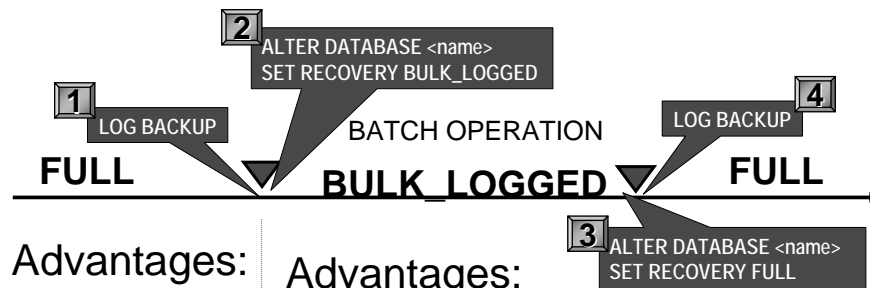 2
ALTER DATABASE <name>
SET RECOVERY BULK_LOGGED
1
LOG BACKUP
BATCH OPERATION
4
LOG BACKUP
FULL
BULK_LOGGED
FULL
3
ALTER DATABASE <name>
SET RECOVERY FULL
Advantages:
Advantages: